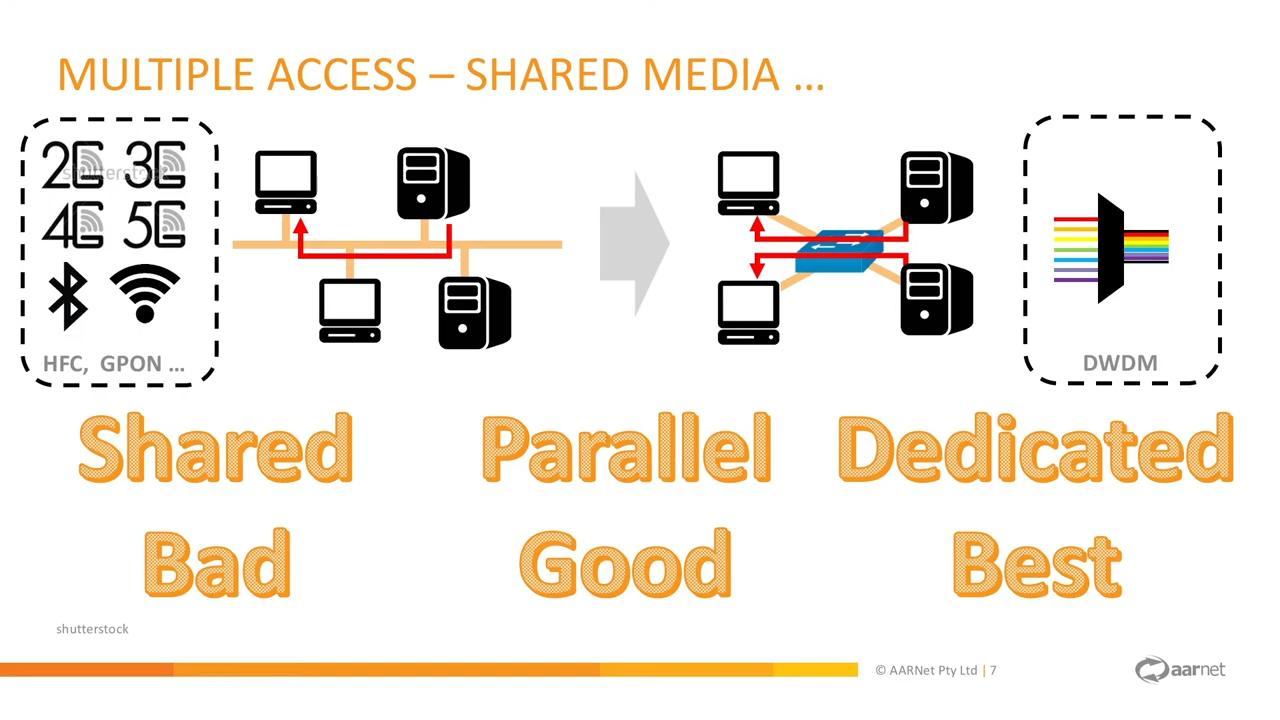 MULTIPLE ACCESS – SHARED MEDIA …
2G 3G
shutterstock
4G 5G
HFC, GPON …
DWDM
Shared Parallel Dedicated
Bad Good Best
shutterstock
© AARNet Pty Ltd | 7
aarnet